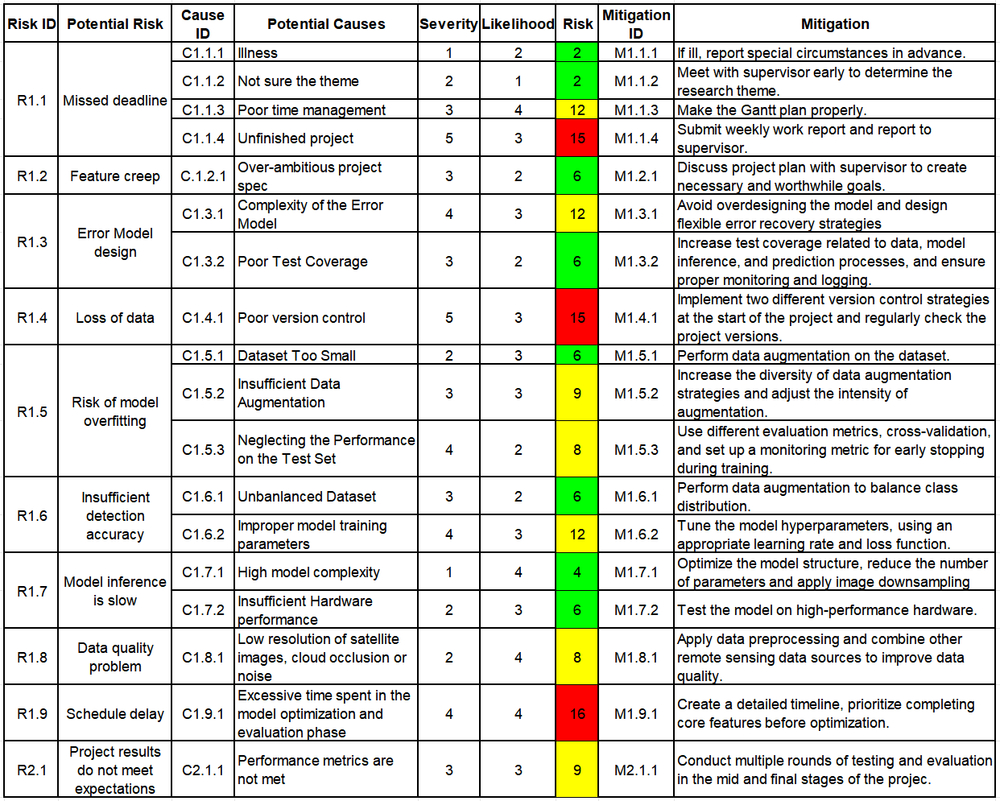 Risk ID Potential Risk Cause ID Potential Causes Severity Likelihood Risk Mitigation ID Mitigation
R1.1 Missed deadline
C1.1.1 Illness 1 2 2 M1.1.1 If ill, report special circumstances in advance.
C1.1.2 Not sure the theme 2 1 2 M1.1.2 Meet with supervisor early to determine the
research theme.
C1.1.3 Poor time management 3 4 12 M1.1.3 Make the Gantt plan properly.
C1.1.4 Unfinished project 5 3 15 M1.1.4 Submit weekly work report and report to
supervisor.
R1.2 Feature creep C.1.2.1 Over-ambitious project
spec 3 2 6 M1.2.1 Discuss project plan with supervisor to create
necessary and worthwhile goals.
R1.3 Error Model
design
C1.3.1 Complexity of the Error
Model 4 3 12 M1.3.1 Avoid overdesigning the model and design
flexible error recovery strategies
C1.3.2 Poor Test Coverage 3 2 6 M1.3.2 Increase test coverage related to data, model
inference, and prediction processes, and ensure
proper monitoring and logging.
R1.4 Loss of data C1.4.1 Poor version control 5 3 15 M1.4.1 Implement two different version control strategies
at the start of the project and regularly check the
project versions.
R1.5 Risk of model
overfitting
C1.5.1 Dataset Too Small 2 3 6 M1.5.1 Perform data augmentation on the dataset.
C1.5.2 Insufficient Data
Augmentation 3 3 9 M1.5.2 Increase the diversity of data augmentation
strategies and adjust the intensity of
augmentation.
C1.5.3 Neglecting the Performance
on the Test Set 4 2 8 M1.5.3 Use different evaluation metrics, cross-validation,
and set up a monitoring metric for early stopping
during training.
R1.6 Insufficient
detection
accuracy
C1.6.1 Unbanlanced Dataset 3 2 6 M1.6.1 Perform data augmentation to balance class
distribution.
C1.6.2 Improper model training
parameters 4 3 12 M1.6.2 Tune the model hyperparameters, using an
appropriate learning rate and loss function.
R1.7 Model inference
is slow
C1.7.1 High model complexity 1 4 4 M1.7.1 Optimize the model structure, reduce the number
of parameters and apply image downsampling
C1.7.2 Insufficient Hardware
performance 2 3 6 M1.7.2 Test the model on high-performance hardware.
R1.8 Data quality
problem C1.8.1 Low resolution of satellite
images, cloud occlusion or
noise 2 4 8 M1.8.1 Apply data preprocessing and combine other
remote sensing data sources to improve data
quality.
R1.9 Schedule delay C1.9.1 Excessive time spent in the
model optimization and
evaluation phase 4 4 16 M1.9.1 Create a detailed timeline, prioritize completing
core features before optimization.
R2.1 Project results
do not meet
expectations C2.1.1 Performance metrics are
not met 3 3 9 M2.1.1 Conduct multiple rounds of testing and evaluation
in the mid and final stages of the projec.